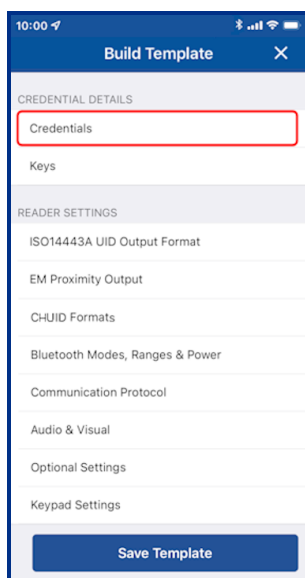 10:00
Build Template
CREDENTIAL DETAILS
Credentials
Keys
READER SETTINGS
ISO14443A UID Output Format
EM Proximity Output
CHUID Formats
Bluetooth Modes, Ranges & Power
Communication Protocol
Audio & Visual
Optional Settings
Keypad Settings
Save Template